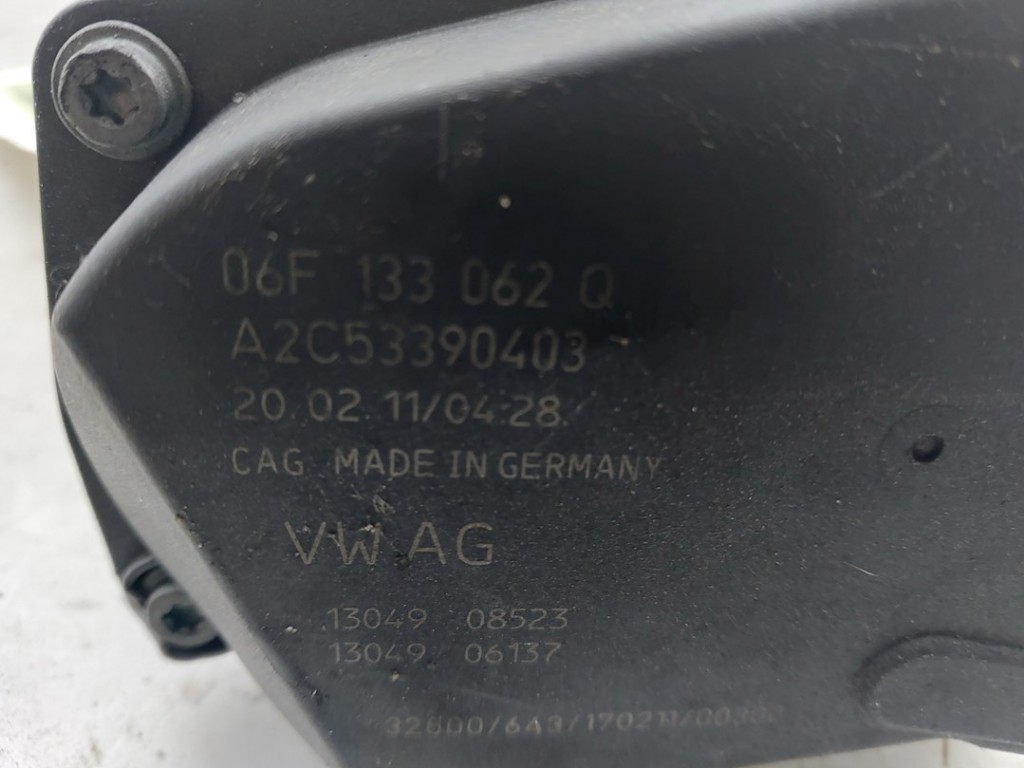 06F 133 062 Q
A2C53390403
20.02.11/04:28.
CAG MADE IN GERMANY
VW AG
13049 08523
13049 06137